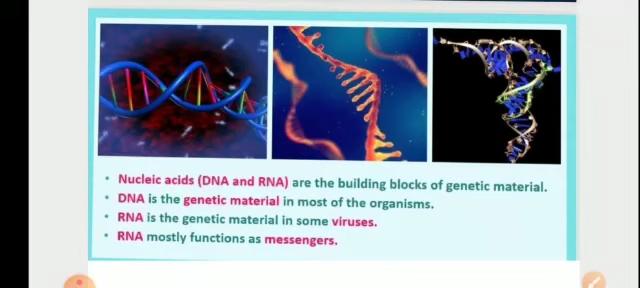 • Nucleic acids (DNA and RNA) are the building blocks of genetic material.
• DNA is the genetic material in most of the organisms.
• RNA is the genetic material in some viruses.
• RNA mostly functions as messengers.